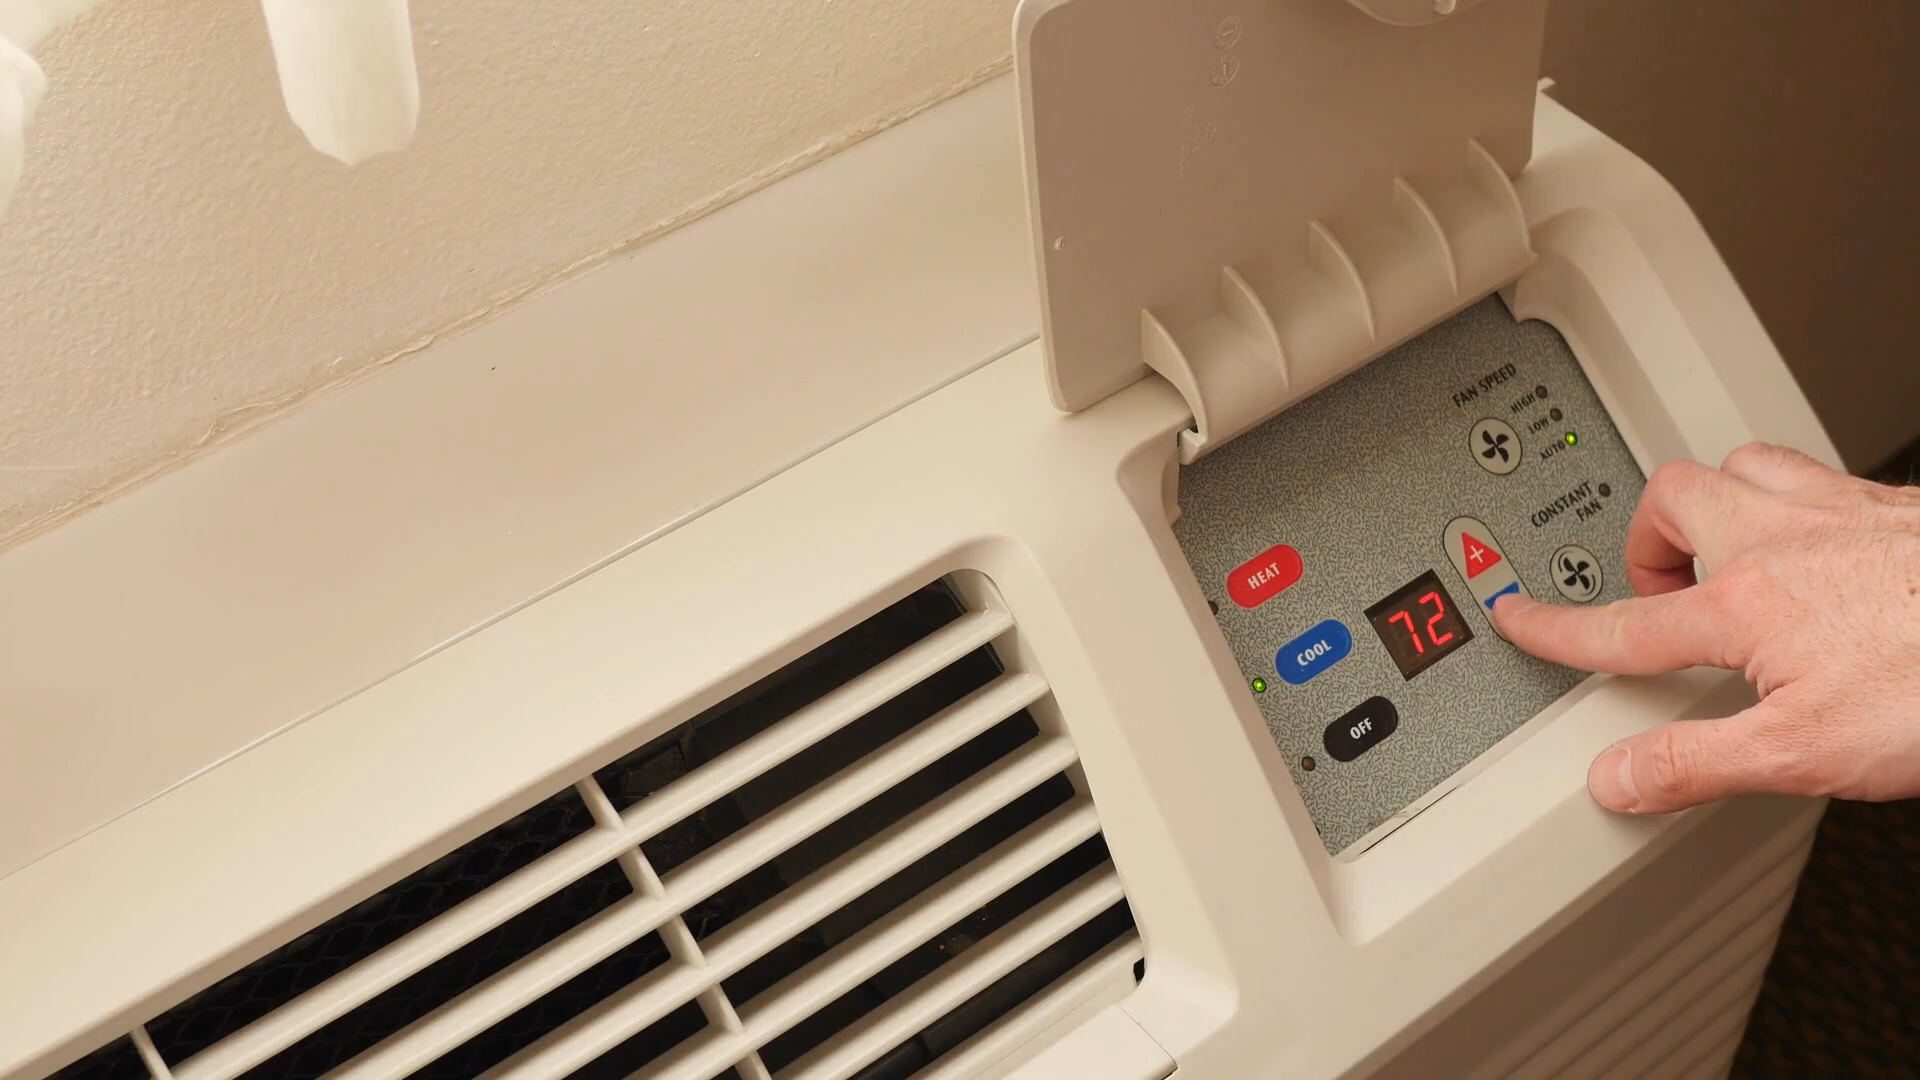 FAN SPEED
HIGH
LOW
AUTO
CONSTANT
FAN
+
HEAT
72
COOL
OFF